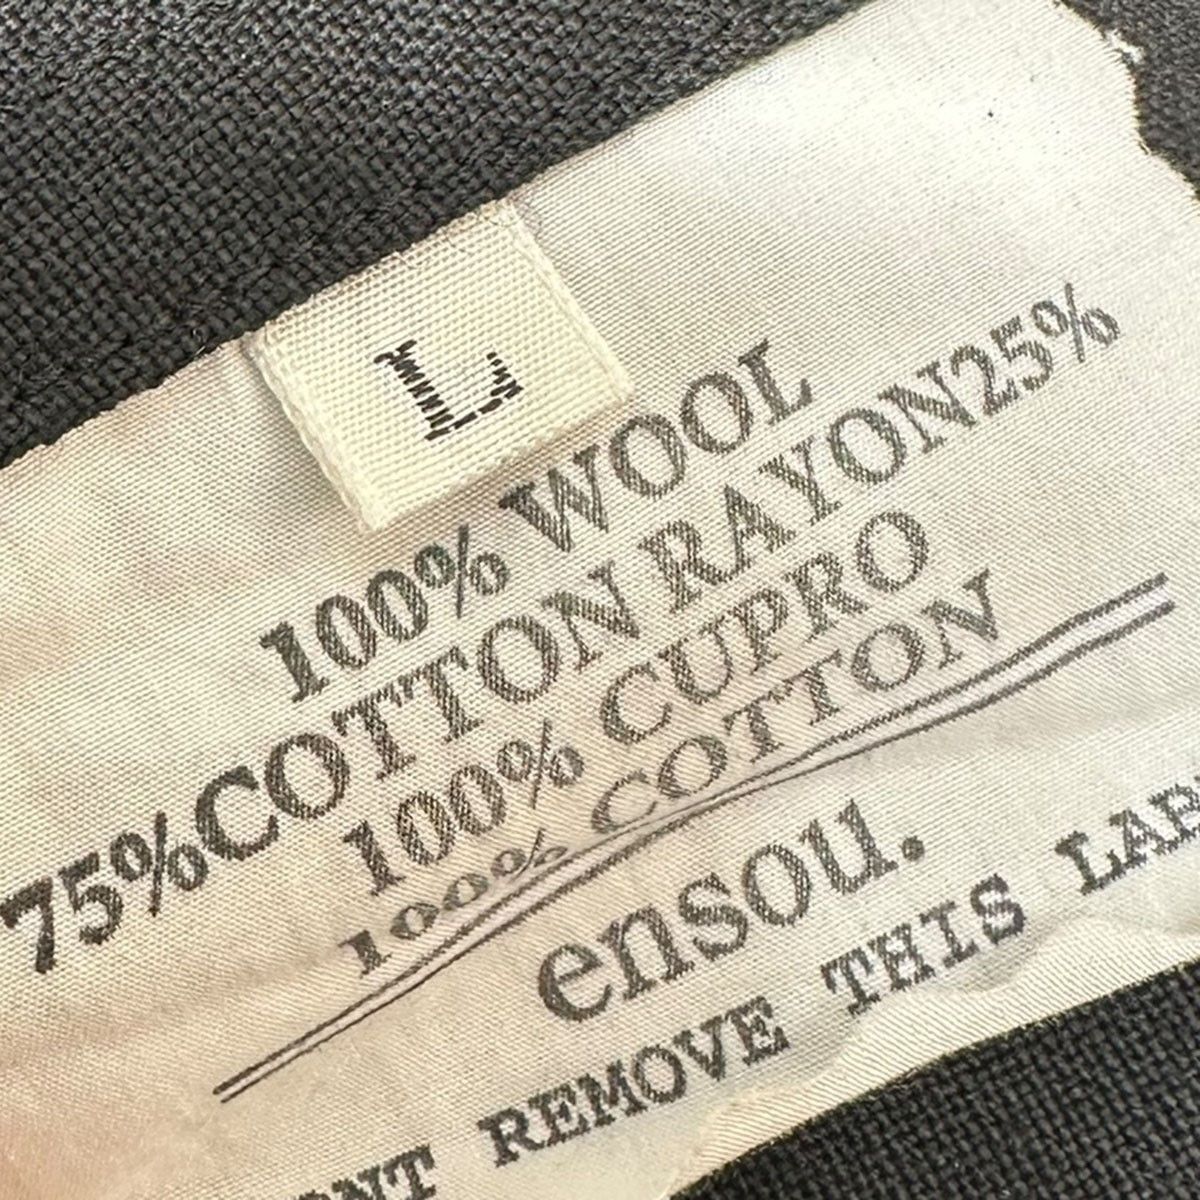 L
100% WOOL
75%COTTON RAYON25%
100% CUPRO
100% COTTON
ensou.
REMOVE THIS